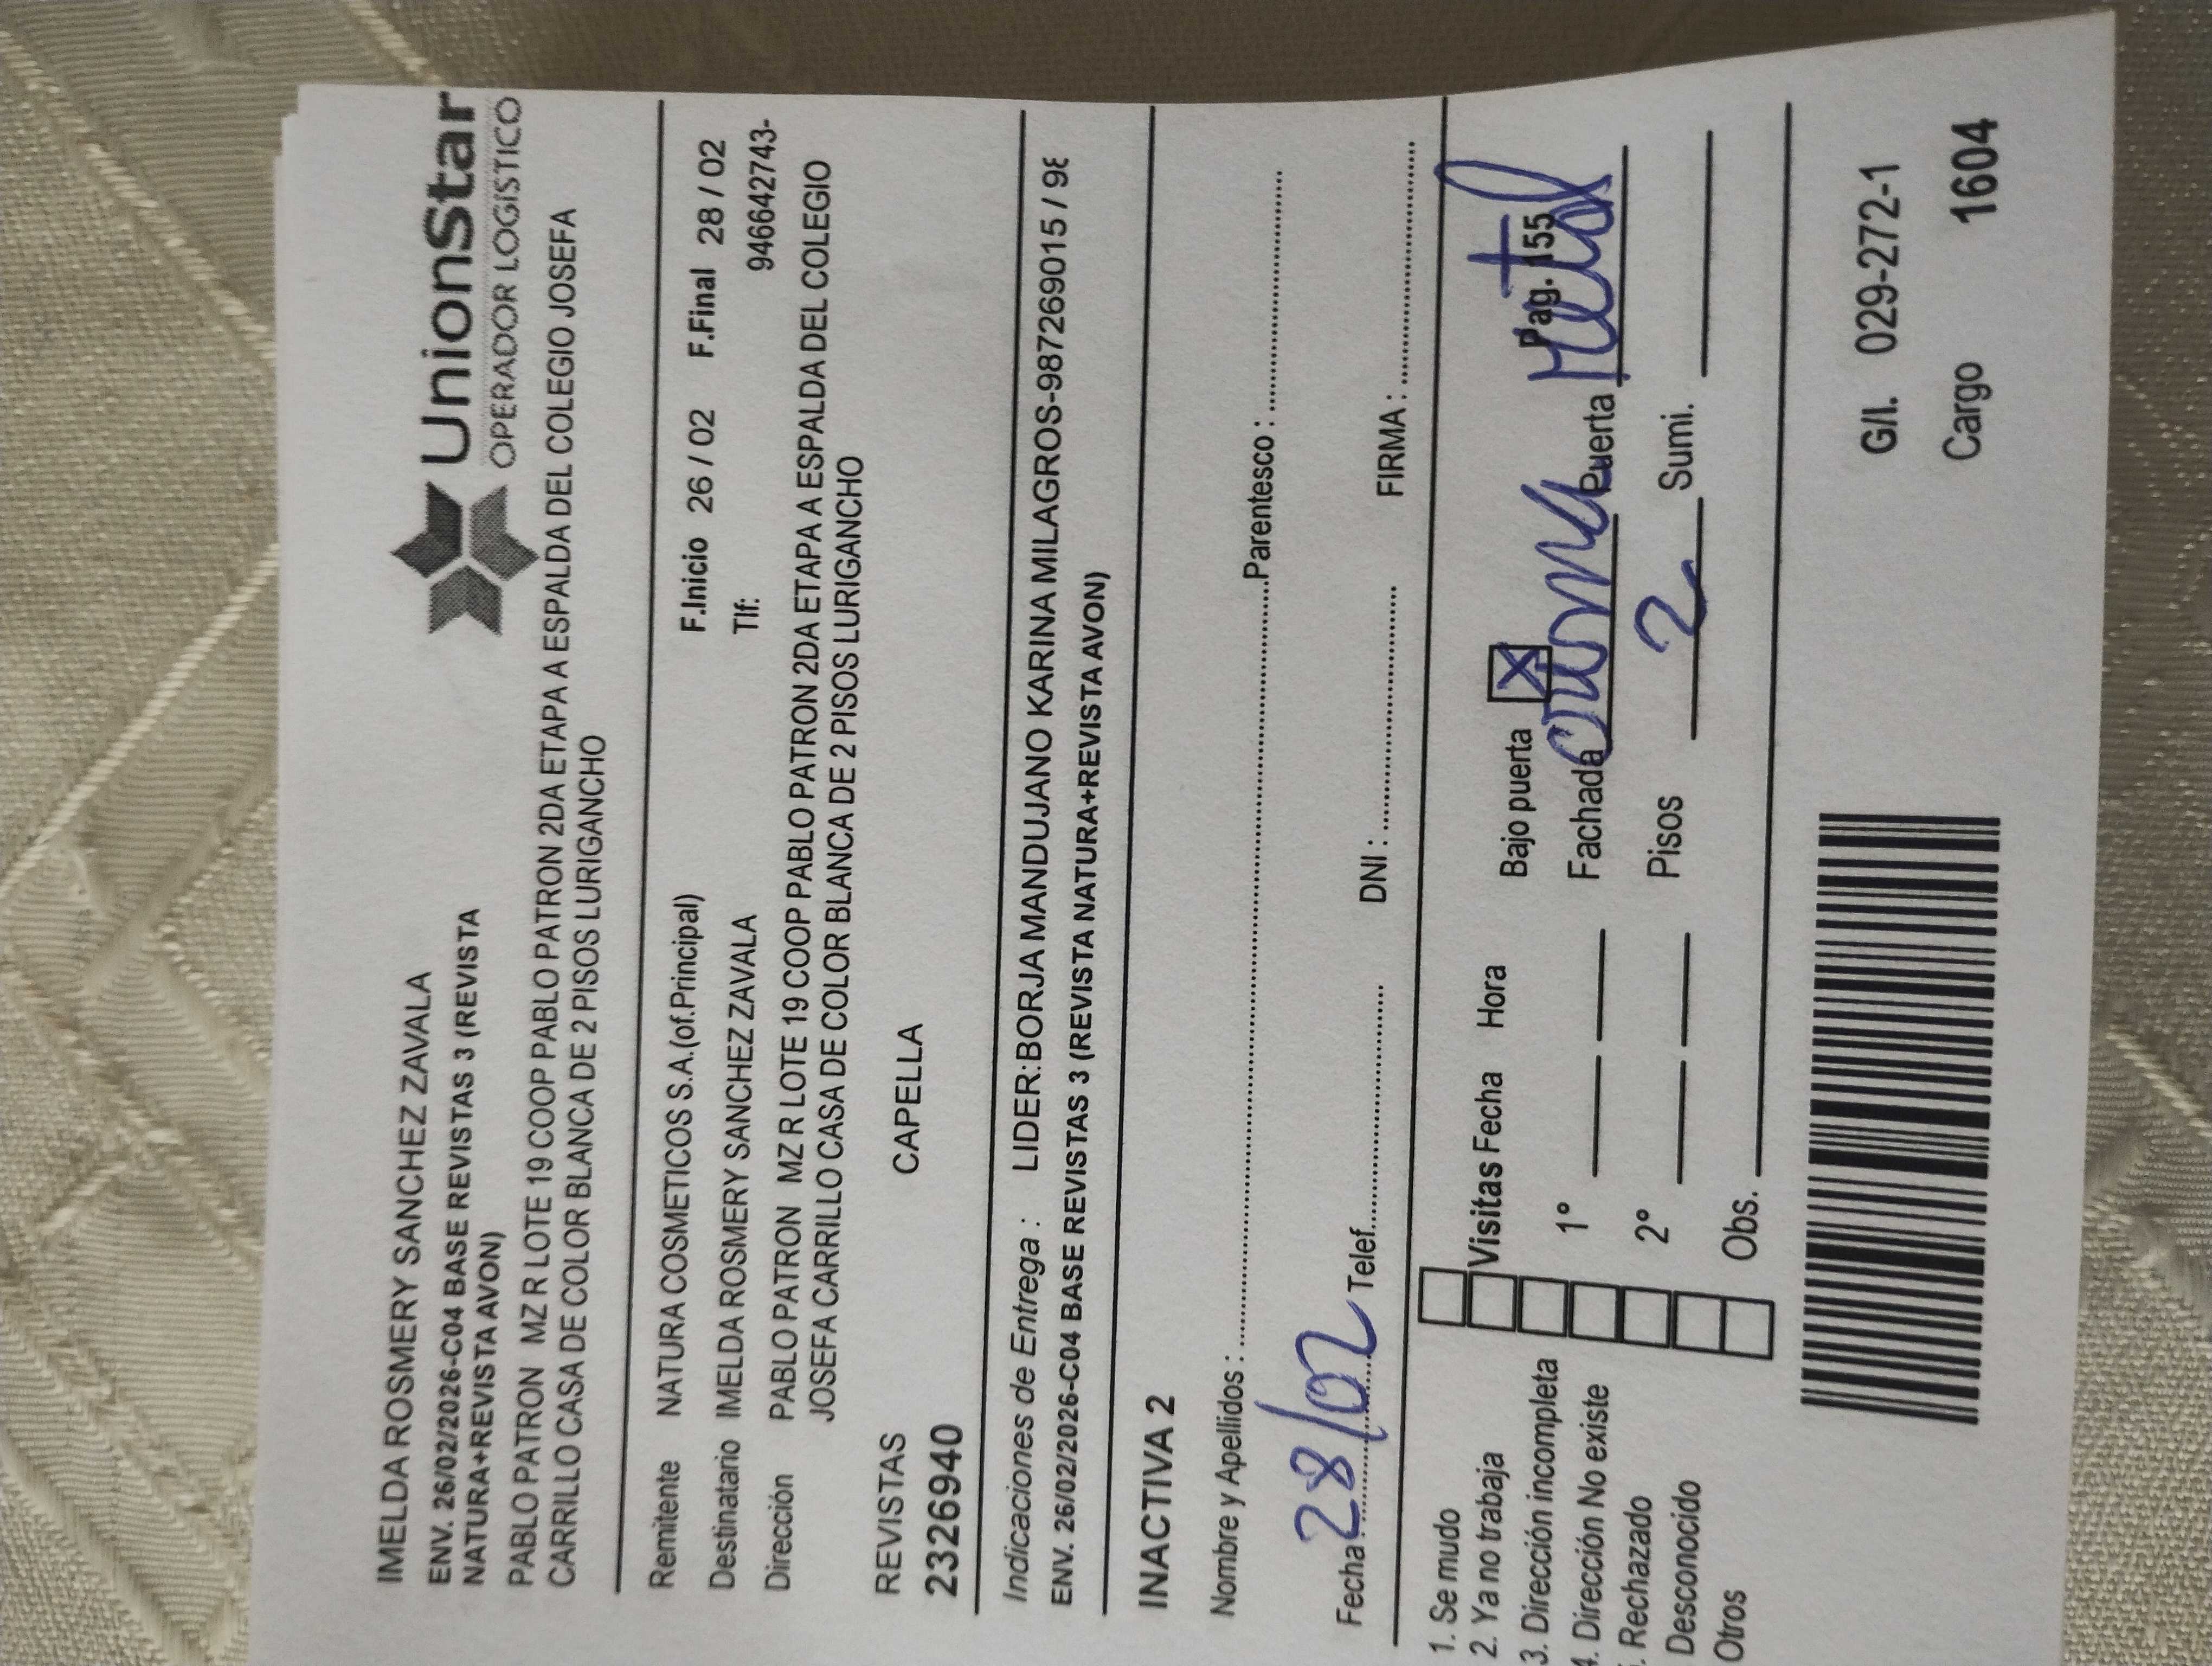 IMELDA ROSMERY SANCHEZ ZAVALA
ENV. 26/02/2026-C04 BASE REVISTAS 3 (REVISTA
NATURA+REVISTA AVON)
UnionStar
OPERADOR LOGISTICO
PABLO PATRON MZ R LOTE 19 COOP PABLO PATRON 2DA ETAPA A ESPALDA DEL COLEGIO JOSEFA
CARRILLO CASA DE COLOR BLANCA DE 2 PISOS LURIGANCHO
Remitente NATURA COSMETICOS S.A.(of.Principal) F.Inicio 26 / 02 F.Final 28 / 02
Destinatario IMELDA ROSMERY SANCHEZ ZAVALA Tlf: 946642743-
Dirección PABLO PATRON MZ R LOTE 19 COOP PABLO PATRON 2DA ETAPA A ESPALDA DEL COLEGIO
JOSEFA CARRILLO CASA DE COLOR BLANCA DE 2 PISOS LURIGANCHO
REVISTAS CAPELLA
2326940
Indicaciones de Entrega : LIDER:BORJA MANDUJANO KARINA MILAGROS-987269015 / 98
ENV. 26/02/2026-C04 BASE REVISTAS 3 (REVISTA NATURA+REVISTA AVON)
INACTIVA 2
Nombre y Apellidos : Parentesco :
Fecha 28/02 Telef. DNI : FIRMA :
1. Se mudo
2. Ya no trabaja
3. Dirección incompleta
4. Dirección No existe
. Rechazado
Desconocido
Otros
Visitas Fecha Hora Bajo puerta X Pag. 155
1° Fachada Puerta Metal
2° Pisos 2 Sumi.
Obs.
G/I. 029-272-1
Cargo 1604